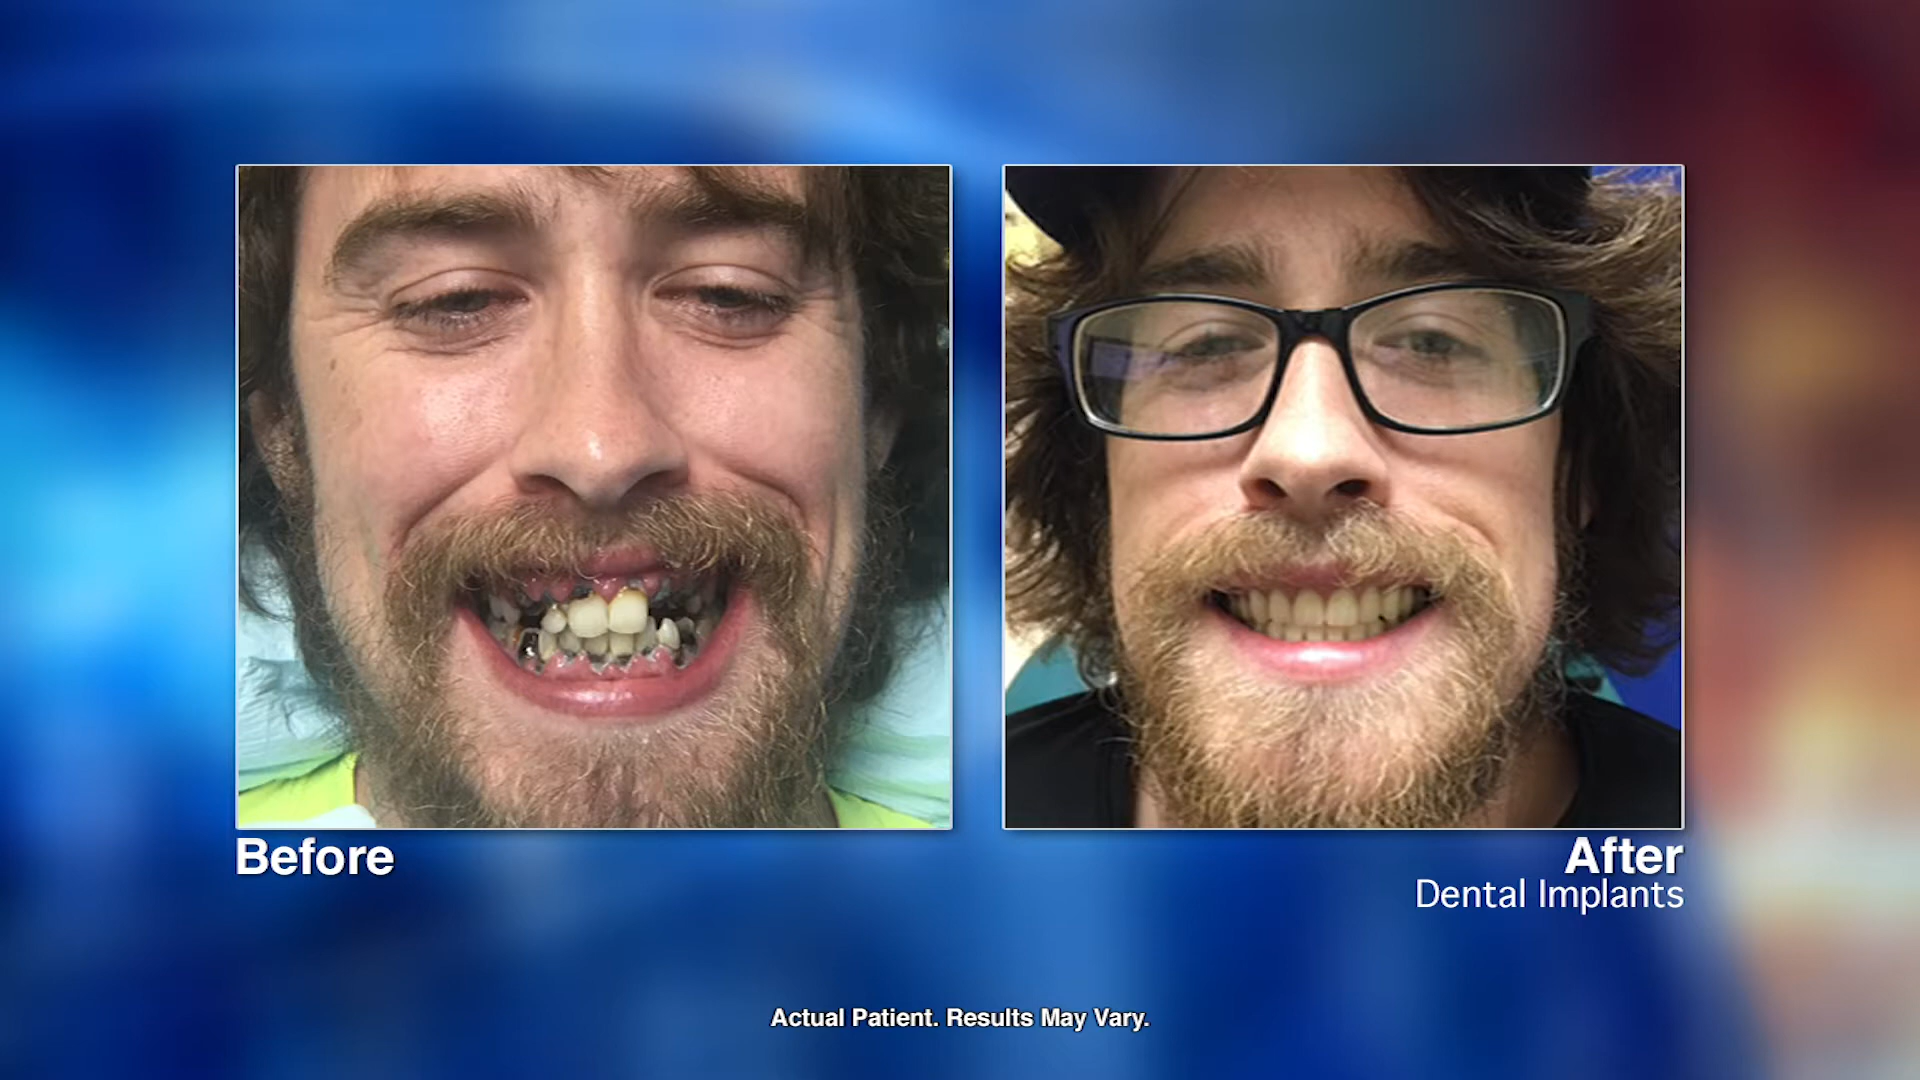 Before
After
Dental Implants
Actual Patient. Results May Vary.